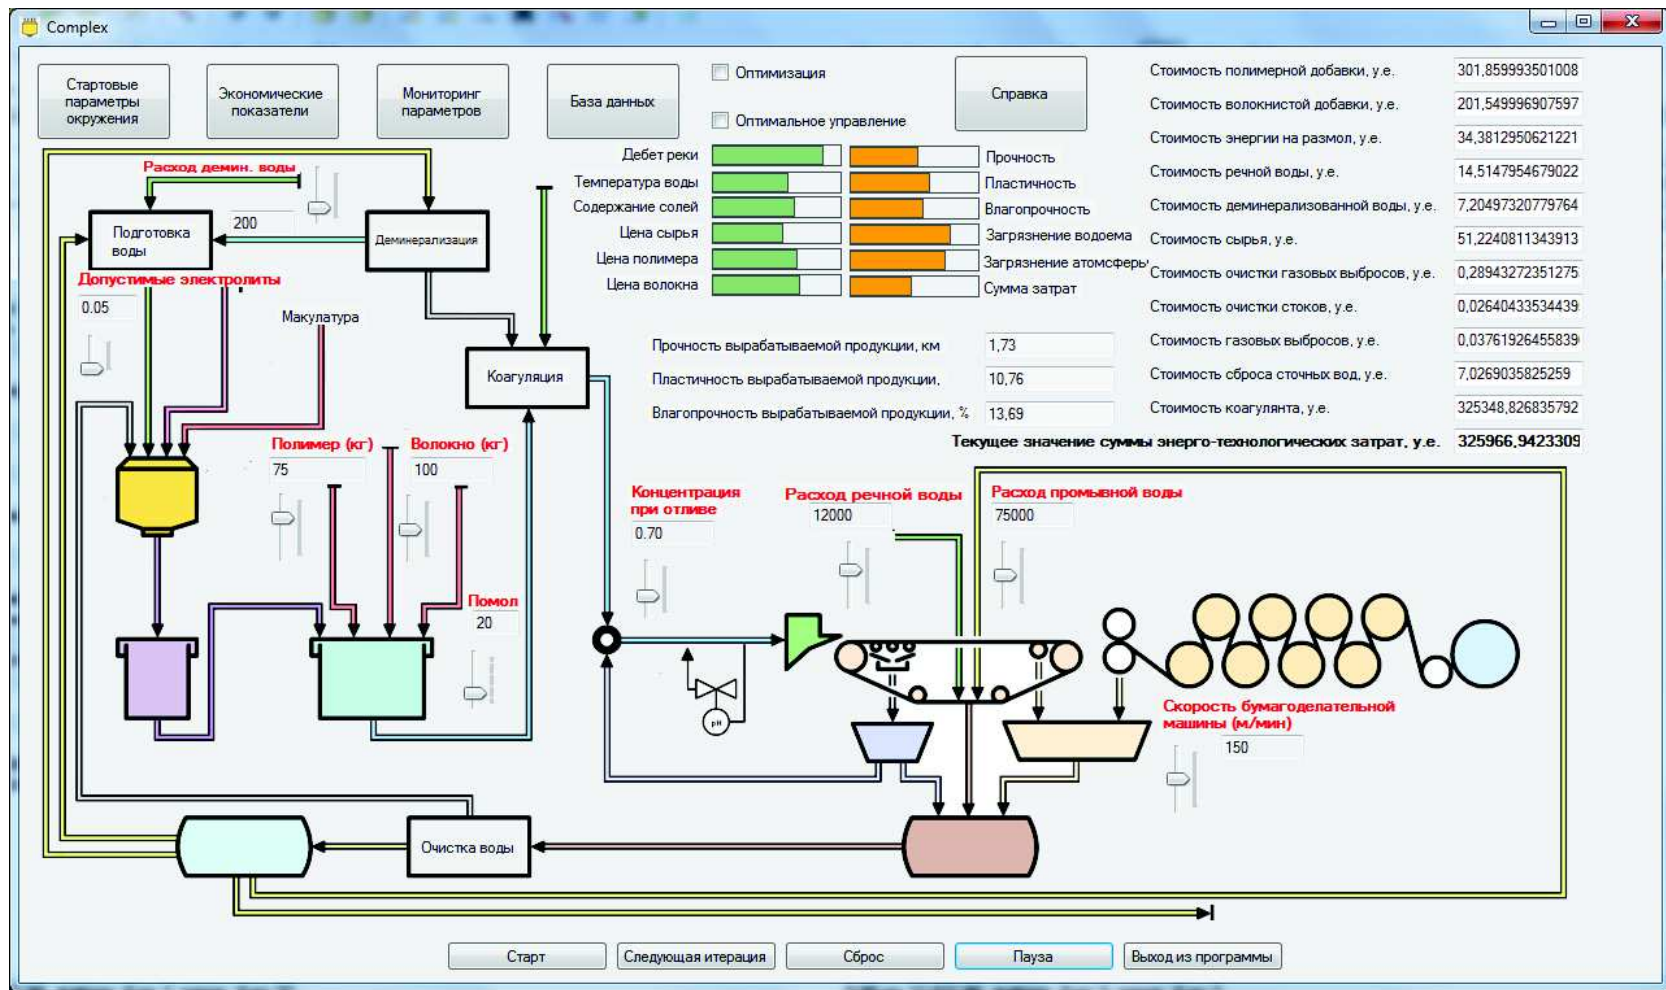 Complex
Стартовые
параметры
окружения
Экономические
показатели
Мониторинг
параметров
База данных
Оптимизация
Оптимальное управление
Справка
Дебет реки
Температура воды
Содержание солей
Цена сырья
Цена полимера
Цена волокна
Прочность
Пластичность
Влагопрочность
Загрязнение водоема
Загрязнение атомсферы
Сумма затрат
Стоимость полимерной добавки, у.е. 301,859993501008
Стоимость волокнистой добавки, у.е. 201,549996907597
Стоимость энергии на размол, у.е. 34,3812950621221
Стоимость речной воды, у.е. 14,5147954679022
Стоимость деминерализованной воды, у.е. 7,20497320779764
Стоимость сырья, у.е. 51,2240811343913
Стоимость очистки газовых выбросов, у.е. 0,28943272351275
Стоимость очистки стоков, у.е. 0,02640433534439
Стоимость газовых выбросов, у.е. 0,03761926455839
Стоимость сброса сточных вод, у.е. 7,0269035825259
Стоимость коагулянта, у.е. 325348,826835792
Текущее значение суммы энерго-технологических затрат, у.е. 325966,9423309
Прочность вырабатываемой продукции, км 1,73
Пластичность вырабатываемой продукции, 10,76
Влагопрочность вырабатываемой продукции, % 13,69
Расход демин. воды
200
Подготовка
воды
Деминерализация
Допустимые электролиты
0.05
Макулатура
Коагуляция
Полимер (кг)
75
Волокно (кг)
100
Помол
20
Концентрация
при отливе
0.70
Расход речной воды
12000
Расход промывной воды
75000
pH
Скорость бумагоделательной
машины (м/мин)
150
Очистка воды
Старт
Следующая итерация
Сброс
Пауза
Выход из программы